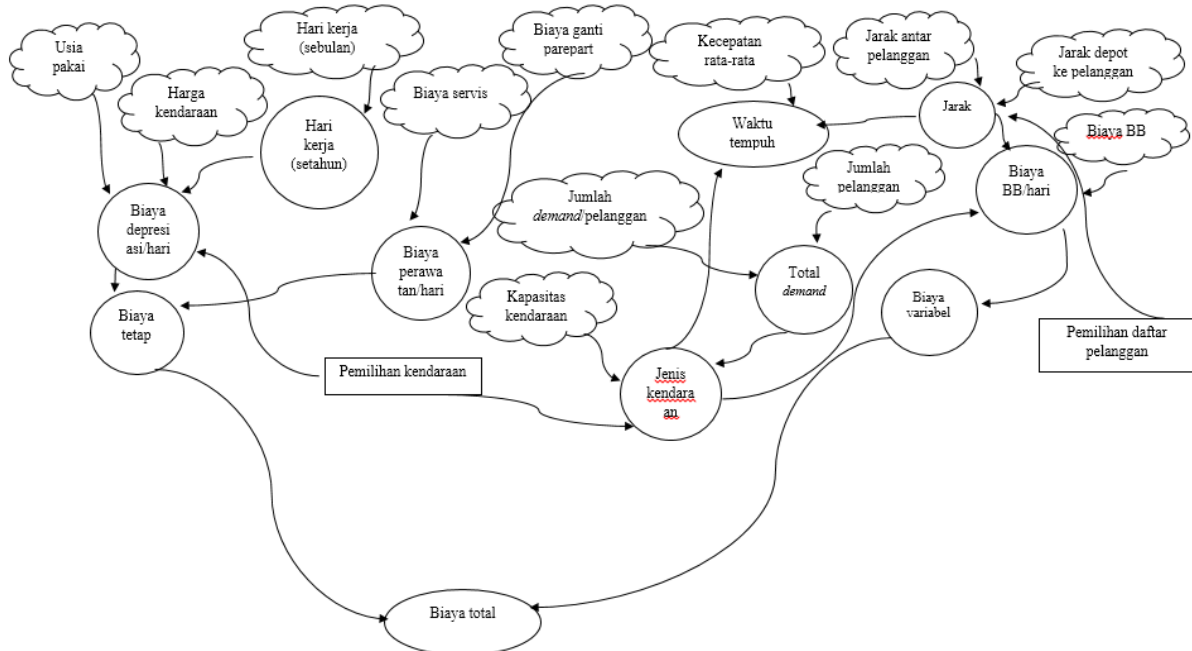 Usia
pakai
Hari kerja
(sebulan)
Biaya ganti
parepart
Kecepatan
rata-rata
Jarak antar
pelanggan
Jarak depot
ke pelanggan
Harga
kendaraan
Biaya servis
Jarak
Biaya BB
Hari
kerja
(setahun)
Waktu
tempuh
Jumlah
pelanggan
Biaya
BB/hari
Jumlah
demand/pelanggan
Biaya
depresi
asi/hari
Biaya
perawa
tan/hari
Total
demand
Kapasitas
kendaraan
Biaya
variabel
Biaya
tetap
Pemilihan daftar
pelanggan
Pemilihan kendaraan
Jenis
kendara
an
Biaya total